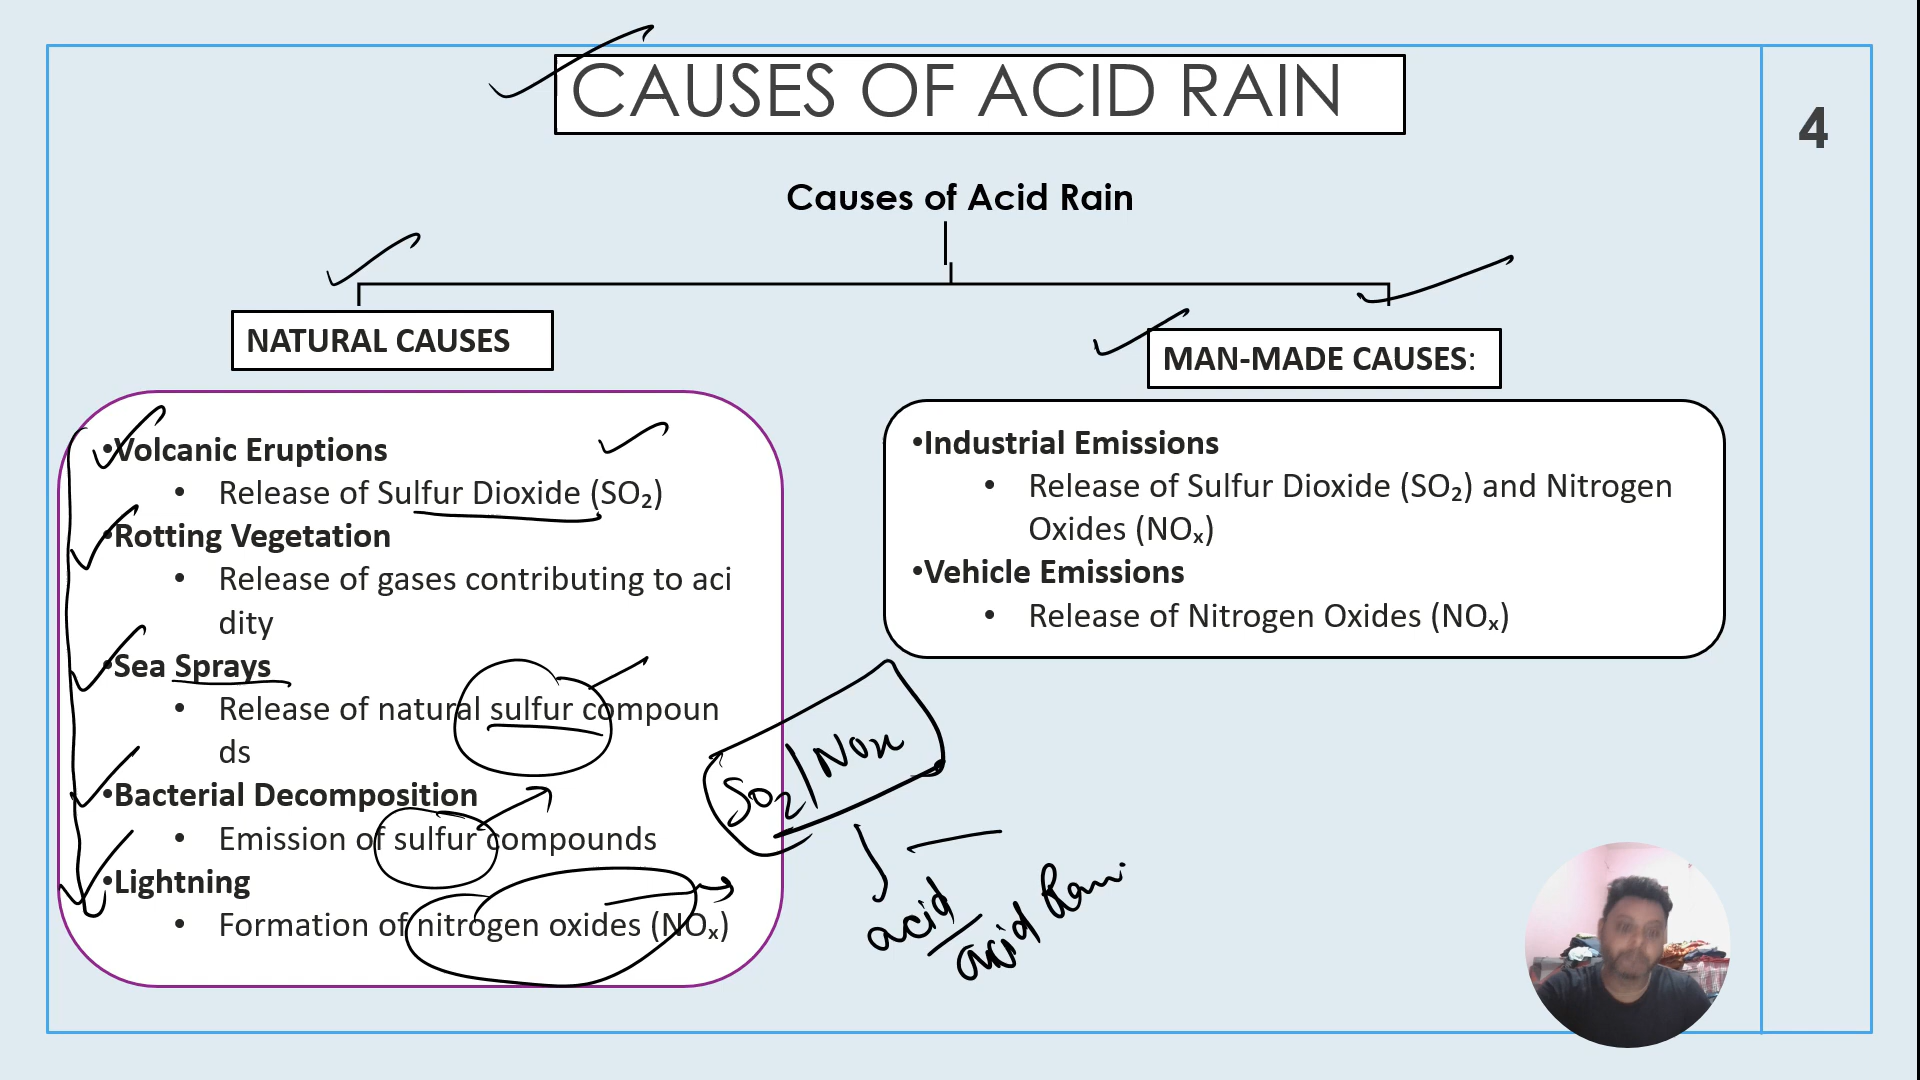 CAUSES OF ACID RAIN
4
Causes of Acid Rain
NATURAL CAUSES
•Volcanic Eruptions
• Release of Sulfur Dioxide (SO₂)
•Rotting Vegetation
• Release of gases contributing to aci
dity
•Sea Sprays
• Release of natural sulfur compoun
ds
•Bacterial Decomposition
• Emission of sulfur compounds
•Lightning
• Formation of nitrogen oxides (NOₓ)
MAN-MADE CAUSES:
•Industrial Emissions
• Release of Sulfur Dioxide (SO₂) and Nitrogen
Oxides (NOₓ)
•Vehicle Emissions
• Release of Nitrogen Oxides (NOₓ)
SO2/NOx
acid
acid Rain